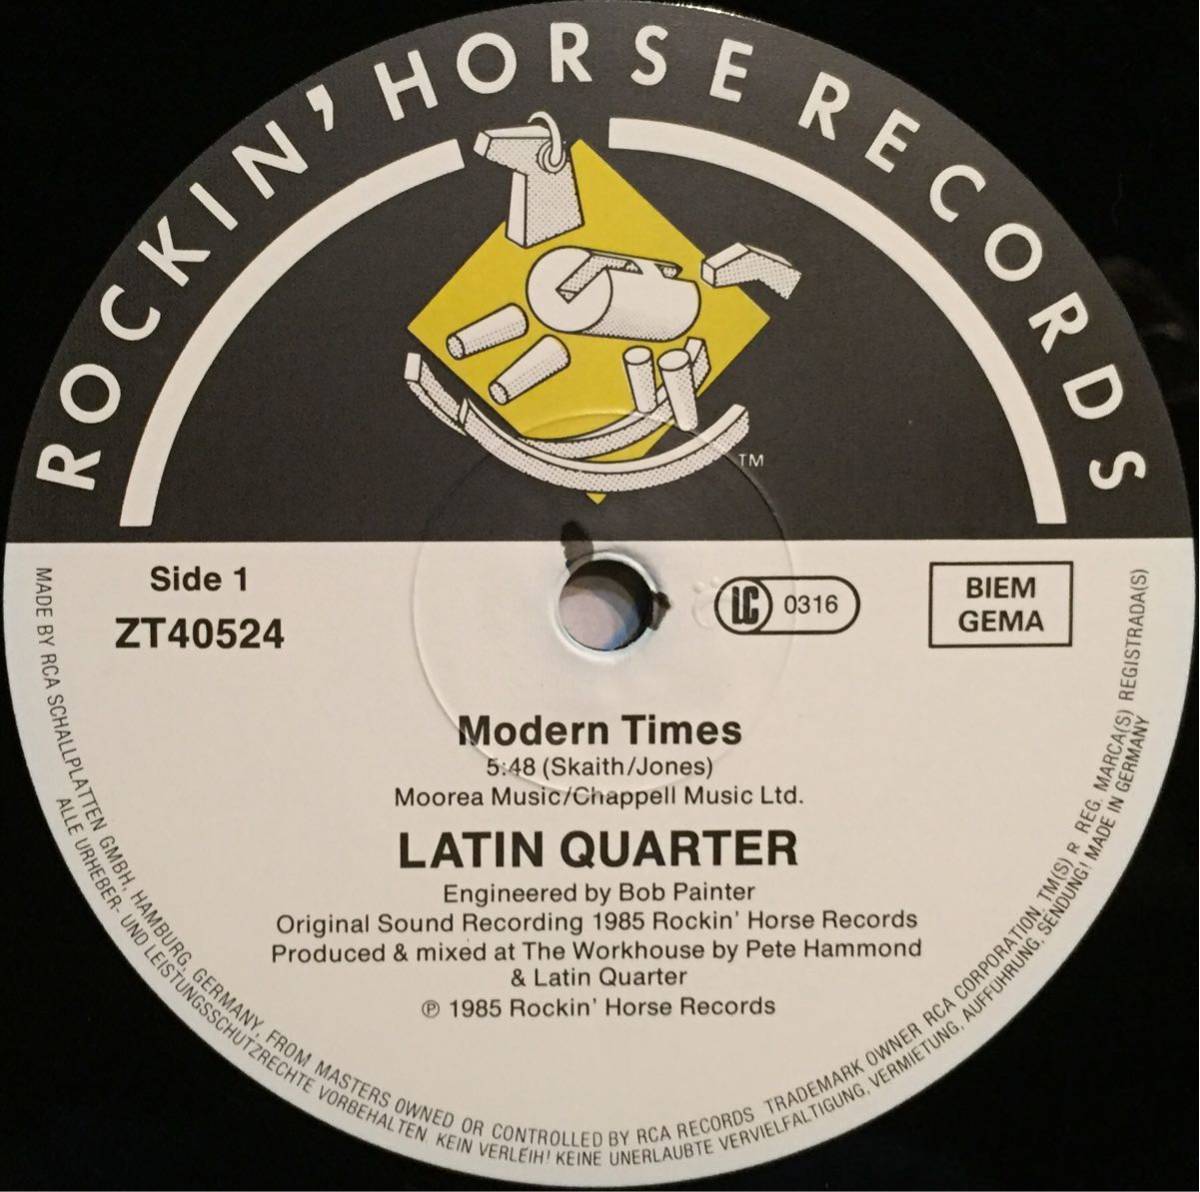 ROCKIN' HORSE RECORDS
TM
Side 1
ZT40524
LC 0316
BIEM
GEMA
Modern Times
5:48 (Skaith/Jones)
Moorea Music/Chappell Music Ltd.
LATIN QUARTER
Engineered by Bob Painter
Original Sound Recording 1985 Rockin' Horse Records
Produced & mixed at The Workhouse by Pete Hammond
& Latin Quarter
℗ 1985 Rockin' Horse Records
MADE BY RCA SCHALLPLATTEN GMBH, HAMBURG, GERMANY, FROM MASTERS OWNED OR CONTROLLED BY RCA RECORDS TRADEMARK OWNER RCA CORPORATION, TM(S) R REG. MARCA(S) REGISTRADA(S)
ALLE URHEBER- UND LEISTUNGSSCHUTZRECHTE VORBEHALTEN KEIN VERLEIH! KEINE UNERLAUBTE VERVIELFÄLTIGUNG, VERMIETUNG, AUFFÜHRUNG, SENDUNG! MADE IN GERMANY